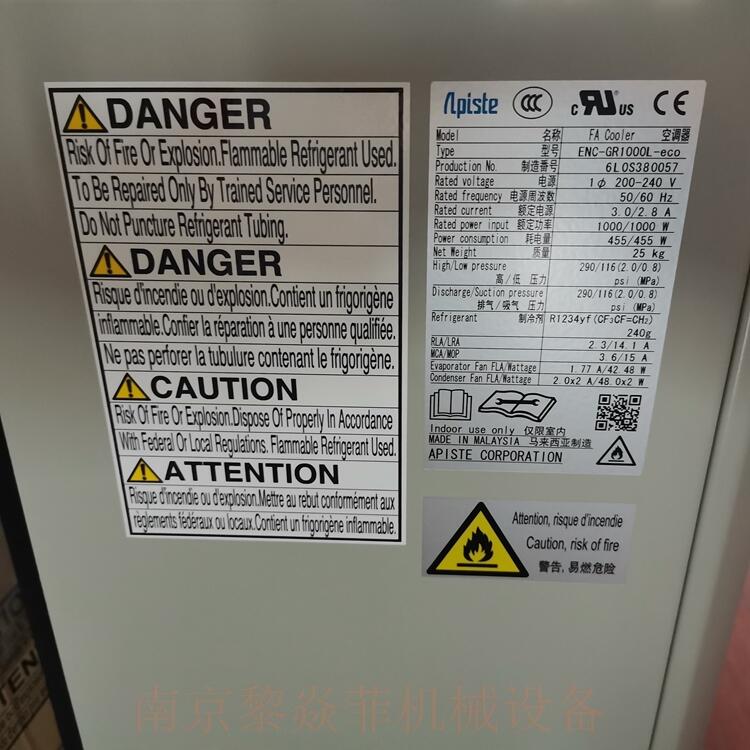 DANGER
Risk Of Fire Or Explosion.Flammable Refrigerant Used.
To Be Repaired Only By Trained Service Personnel.
Do Not Puncture Refrigerant Tubing.
DANGER
Risque d'incendie ou d'explosion.Contient un frigorigène
inflammable.Confier la réparation à une personne qualifiée.
Ne pas perforer la tubulure contenant le frigorigène.
CAUTION
Risk Of Fire Or Explosion.Dispose Of Properly In Accordance
With Federal Or Local Regulations. Flammable Refrigerant Used.
ATTENTION
Risque d'incendie ou d'explosion.Mettre au rebut conformément aux
règlements fédéraux ou locaux.Contient un frigorigène inflammable.
Apiste CCC c RU US CE
Model 名称 FA Cooler 空调器
Type 型号 ENC-GR1000L-eco
Production No. 制造番号 6L0S380057
Rated voltage 电源 1φ 200-240 V
Rated frequency 电源周波数 50/60 Hz
Rated current 额定电源 3.0/2.8 A
Rated power input 额定功率 1000/1000 W
Power consumption 耗电量 455/455 W
Net Weight 质量 25 kg
High/Low pressure 290/116(2.0/0.8)
高/低 压力 psi (MPa)
Discharge/Suction pressure 290/116(2.0/0.8)
排气/吸气 压力 psi (MPa)
Refrigerant 制冷剂 R1234yf(CF3CF=CH2)
240g
RLA/LRA 2.3/14.1 A
MCA/MOP 3.6/15 A
Evaporator Fan FLA/Wattage 1.77 A/42.48 W
Condenser Fan FLA/Wattage 2.0x2 A/48.0x2 W
Indoor use only 仅限室内
MADE IN MALAYSIA 马来西亚制造
APISTE CORPORATION
Attention, risque d'incendie
Caution, risk of fire
警告, 易燃危险
南京黎焱菲机械设备